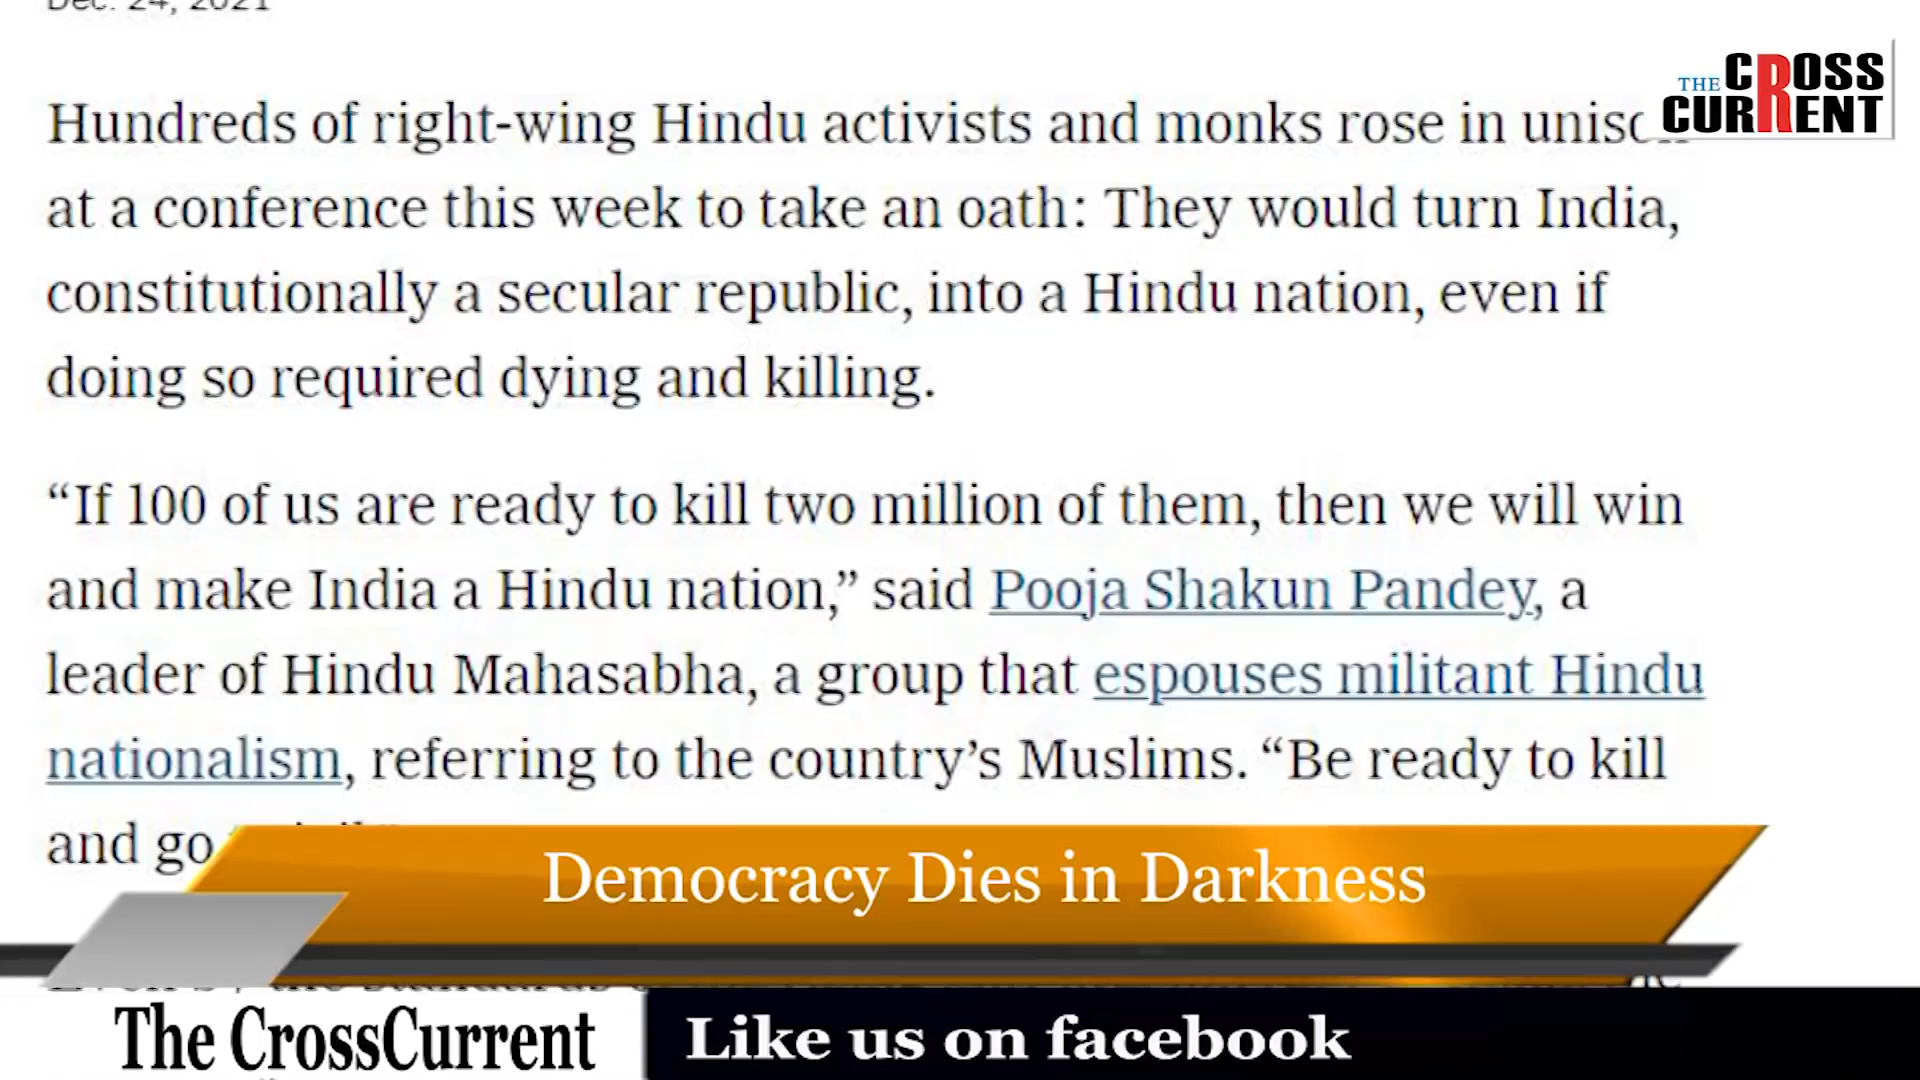 Dec. 24, 2021
THE CROSS
CURRENT
Hundreds of right-wing Hindu activists and monks rose in
at a conference this week to take an oath: They would turn India,
constitutionally a secular republic, into a Hindu nation, even if
doing so required dying and killing.
“If 100 of us are ready to kill two million of them, then we will win
and make India a Hindu nation,” said Pooja Shakun Pandey, a
leader of Hindu Mahasabha, a group that espouses militant Hindu
nationalism, referring to the country’s Muslims. “Be ready to kill
and go
Democracy Dies in Darkness
The CrossCurrent
Like us on facebook